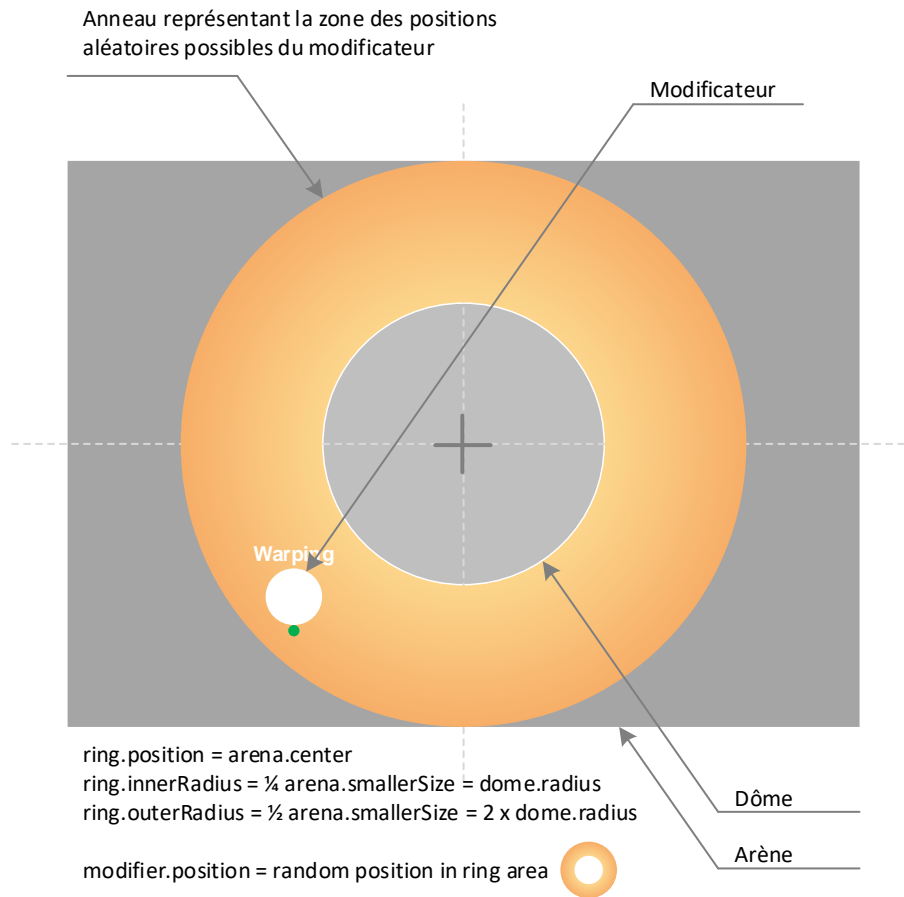 Anneau représentant la zone des positions
aléatoires possibles du modificateur
Modificateur
Warping
ring.position = arena.center
ring.innerRadius = ¼ arena.smallerSize = dome.radius
ring.outerRadius = ½ arena.smallerSize = 2 x dome.radius
Dôme
Arène
modifier.position = random position in ring area